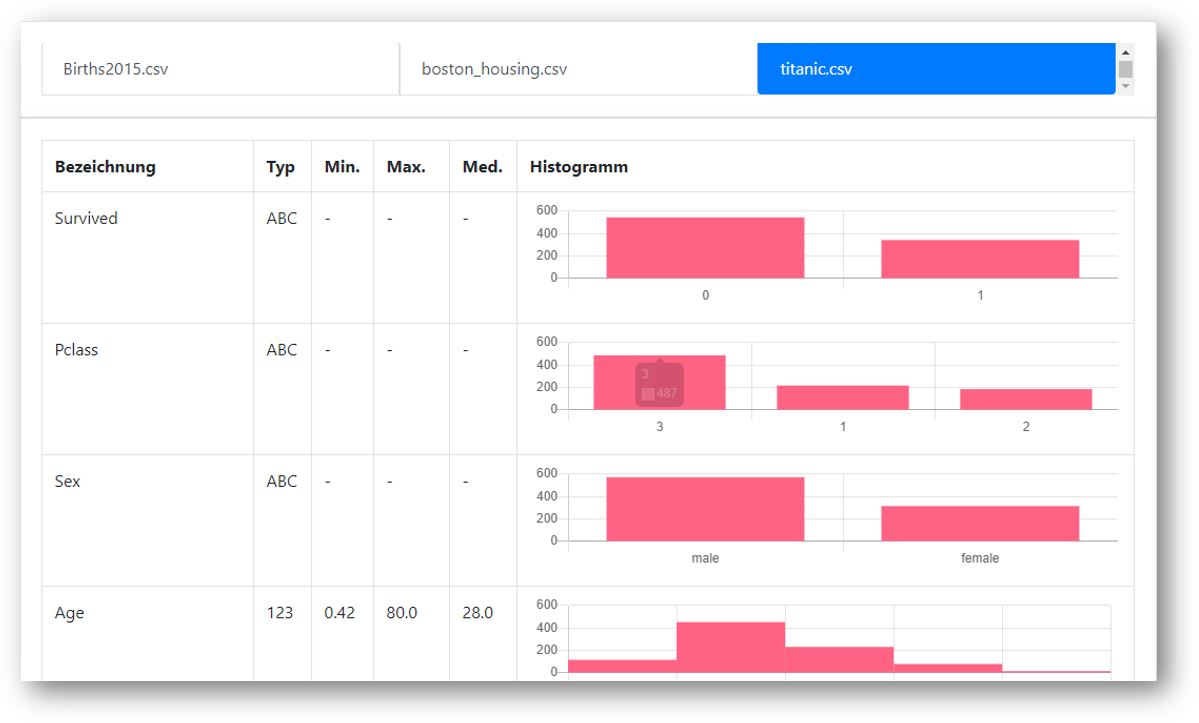 Births2015.csv boston_housing.csv titanic.csv
Bezeichnung Typ Min. Max. Med. Histogramm
Survived ABC - - -
600
400
200
0
0 1
Pclass ABC - - -
600
400
200
0
3
487
3 1 2
Sex ABC - - -
600
400
200
0
male female
Age 123 0.42 80.0 28.0
600
400
200
0